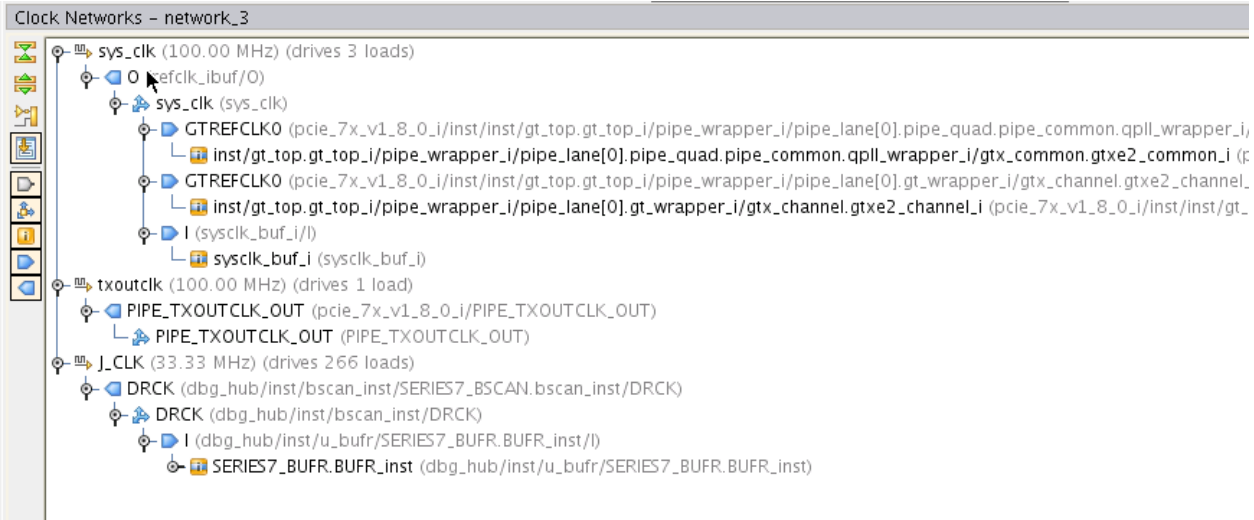 Clock Networks – network_3
sys_clk (100.00 MHz) (drives 3 loads)
O refclk_ibuf/O)
sys_clk (sys_clk)
GTREFCLK0 (pcie_7x_v1_8_0_i/inst/inst/gt_top.gt_top_i/pipe_wrapper_i/pipe_lane[0].pipe_quad.pipe_common.qpll_wrapper_i/
inst/gt_top.gt_top_i/pipe_wrapper_i/pipe_lane[0].pipe_quad.pipe_common.qpll_wrapper_i/gtx_common.gtxe2_common_i (p
GTREFCLK0 (pcie_7x_v1_8_0_i/inst/inst/gt_top.gt_top_i/pipe_wrapper_i/pipe_lane[0].gt_wrapper_i/gtx_channel.gtxe2_channel_
inst/gt_top.gt_top_i/pipe_wrapper_i/pipe_lane[0].gt_wrapper_i/gtx_channel.gtxe2_channel_i (pcie_7x_v1_8_0_i/inst/inst/gt_
I (sysclk_buf_i/I)
sysclk_buf_i (sysclk_buf_i)
txoutclk (100.00 MHz) (drives 1 load)
PIPE_TXOUTCLK_OUT (pcie_7x_v1_8_0_i/PIPE_TXOUTCLK_OUT)
PIPE_TXOUTCLK_OUT (PIPE_TXOUTCLK_OUT)
J_CLK (33.33 MHz) (drives 266 loads)
DRCK (dbg_hub/inst/bscan_inst/SERIES7_BSCAN.bscan_inst/DRCK)
DRCK (dbg_hub/inst/bscan_inst/DRCK)
I (dbg_hub/inst/u_bufr/SERIES7_BUFR.BUFR_inst/I)
SERIES7_BUFR.BUFR_inst (dbg_hub/inst/u_bufr/SERIES7_BUFR.BUFR_inst)